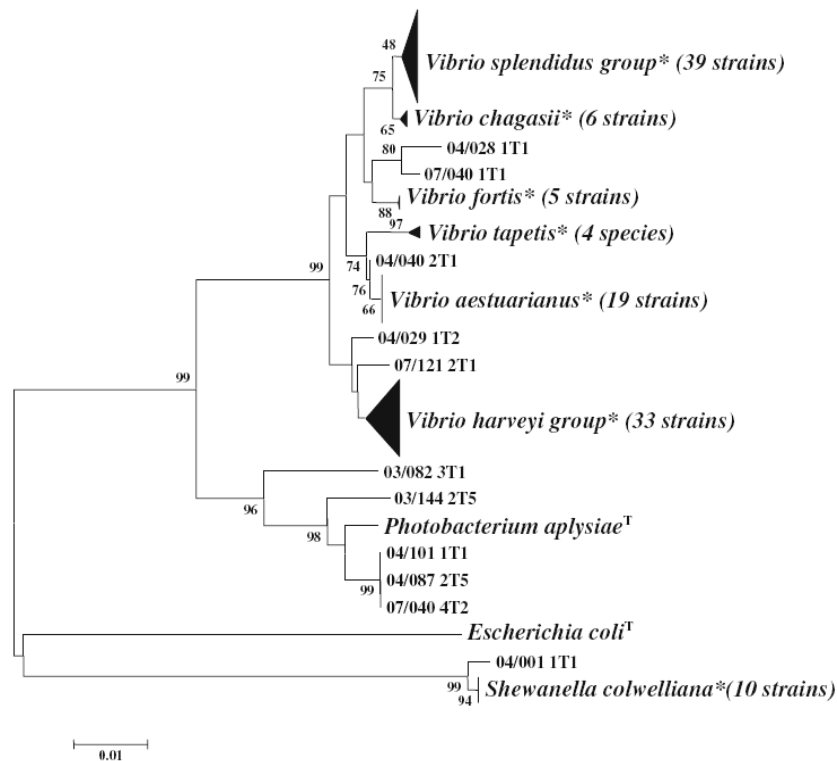 48
Vibrio splendidus group* (39 strains)
75
Vibrio chagasii* (6 strains)
65
80
04/028 1T1
07/040 1T1
Vibrio fortis* (5 strains)
88
97
Vibrio tapetis* (4 species)
99
74
04/040 2T1
76
Vibrio aestuarianus* (19 strains)
66
04/029 1T2
07/121 2T1
99
Vibrio harveyi group* (33 strains)
03/082 3T1
96
03/144 2T5
98
Photobacterium aplysiaeT
04/101 1T1
04/087 2T5
99
07/040 4T2
Escherichia coliT
04/001 1T1
99
Shewanella colwelliana*(10 strains)
94
0.01